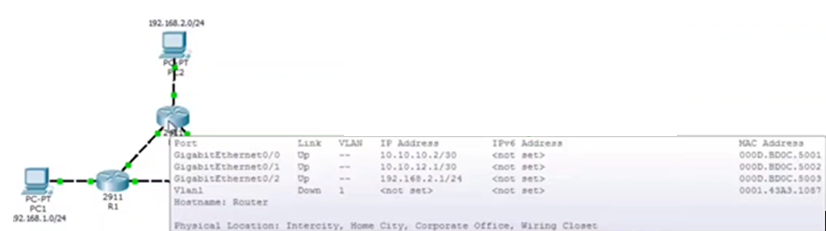 192.168.2.0/24
PC-PT
PC2
2911
Port Link VLAN IP Address IPv6 Address MAC Address
GigabitEthernet0/0 Up -- 10.10.10.2/30 <not set> 000D.BD0C.5001
GigabitEthernet0/1 Up -- 10.10.12.1/30 <not set> 000D.BD0C.5002
GigabitEthernet0/2 Up -- 192.168.2.1/24 <not set> 000D.BD0C.5003
Vlan1 Down 1 <not set> <not set> 0001.43A3.1087
Hostname: Router
Physical Location: Intercity, Home City, Corporate Office, Wiring Closet
PC-PT
PC1
192.168.1.0/24
2911
R1